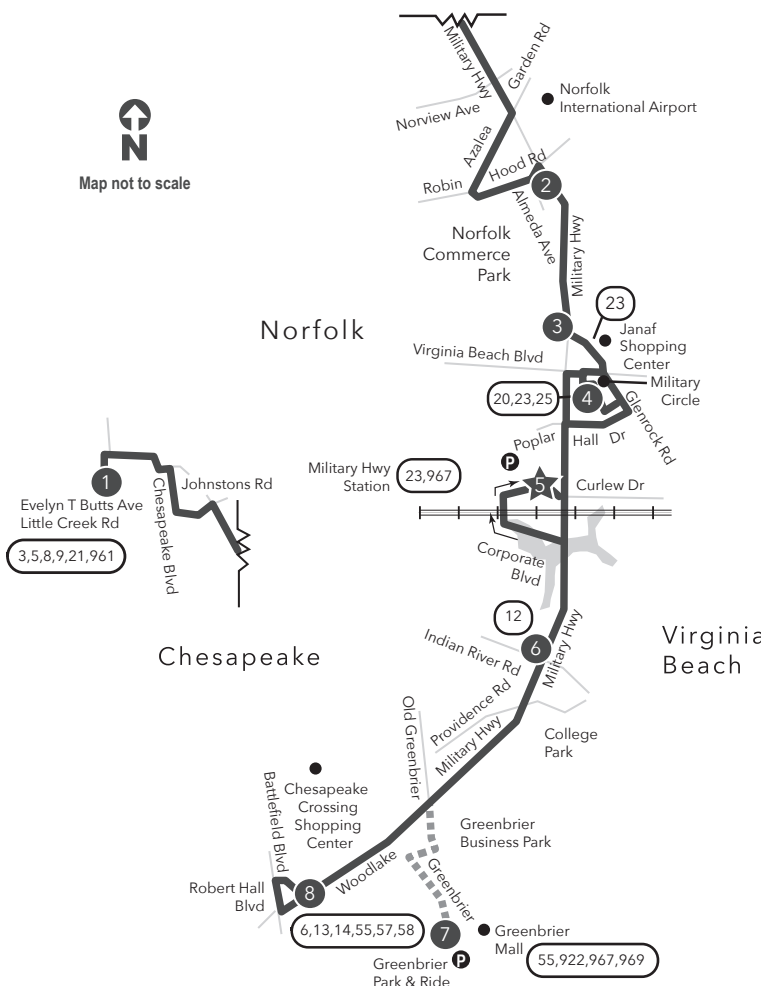 Military Hwy
Garden Rd
Norfolk
International Airport
Norview Ave
N
Map not to scale
Azalea
Hood Rd
Robin
2
Almeda Ave
Military Hwy
Norfolk
Commerce
Park
23
3
Norfolk
Janaf
Shopping
Center
Virginia Beach Blvd
Military
Circle
20,23,25
4
Glenrock Rd
Poplar
Hall
Dr
P
Military Hwy
Station
23,967
5
Curlew Dr
1
Johnstons Rd
Evelyn T Butts Ave
Little Creek Rd
Chesapeake Blvd
3,5,8,9,21,961
Corporate
Blvd
12
6
Military Hwy
Indian River Rd
Chesapeake
Virginia
Beach
Providence Rd
Military Hwy
Old Greenbrier
College
Park
Chesapeake
Crossing
Shopping
Center
Battlefield Blvd
Greenbrier
Business Park
Woodlake
Greenbrier
Robert Hall
Blvd
8
6,13,14,55,57,58
7
Greenbrier
Mall
55,922,967,969
Greenbrier
Park & Ride
P